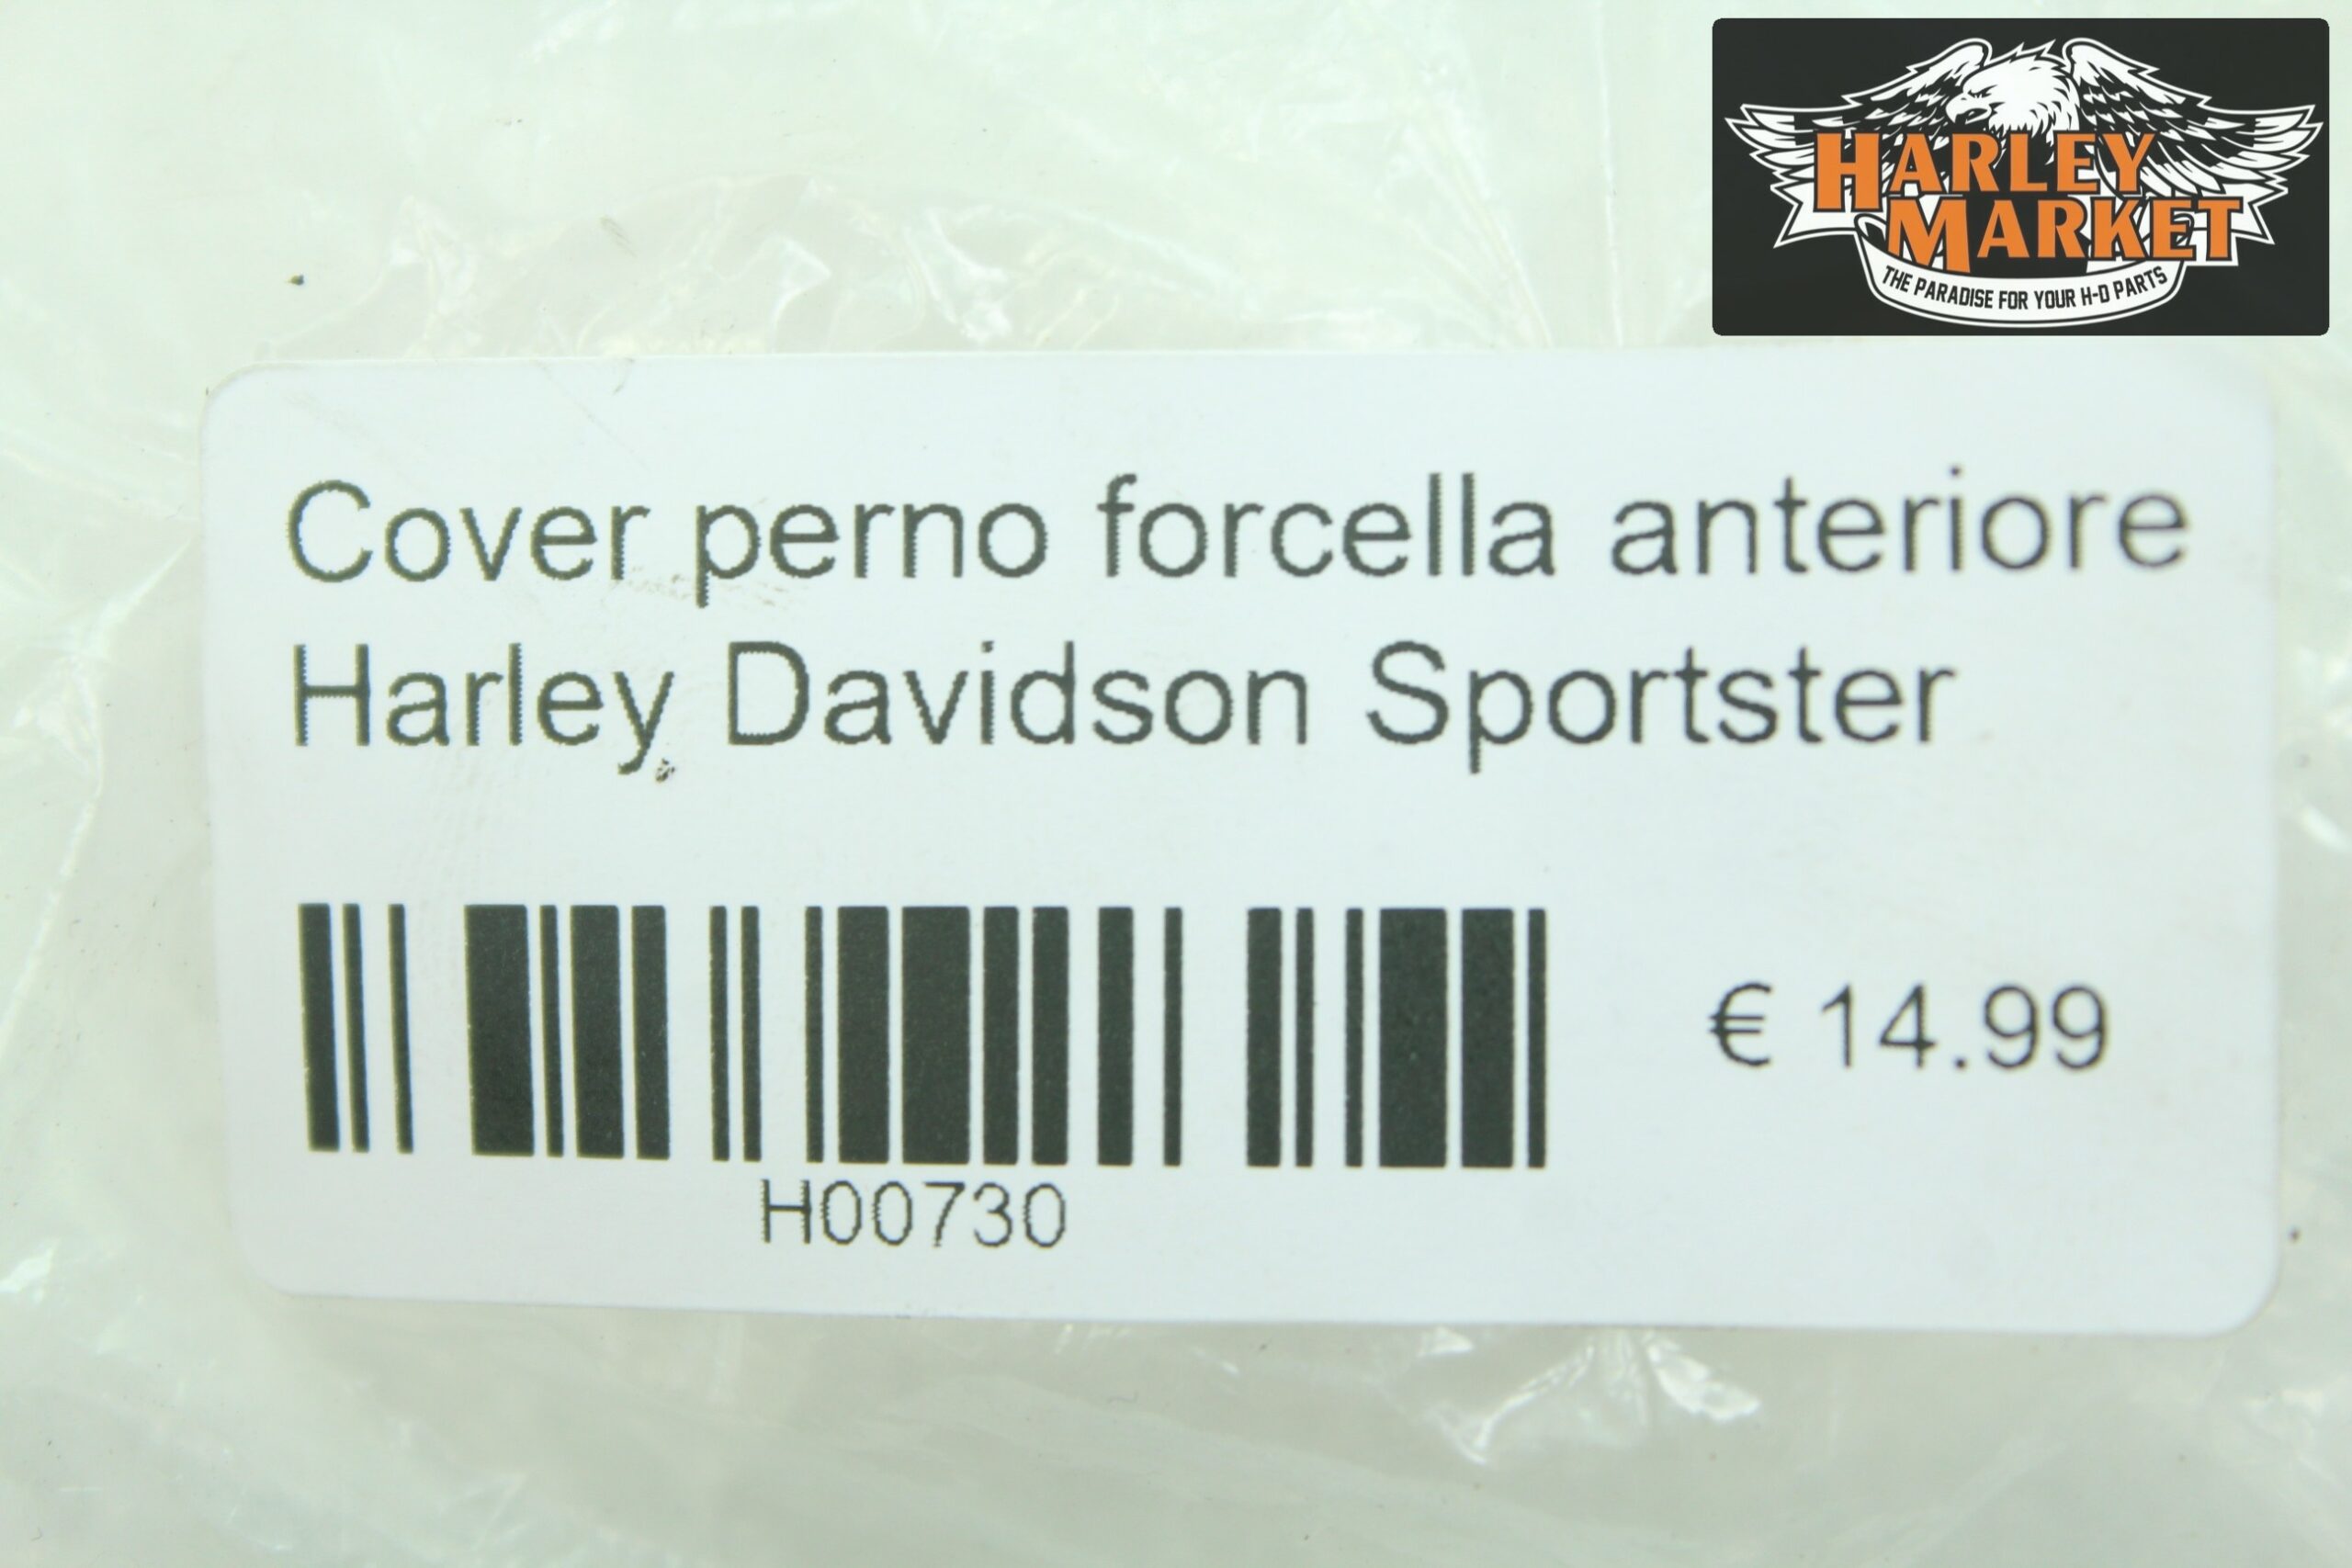 HARLEY
MARKET
THE PARADISE FOR YOUR H-D PARTS
Cover perno forcella anteriore
Harley Davidson Sportster
€ 14.99
H00730